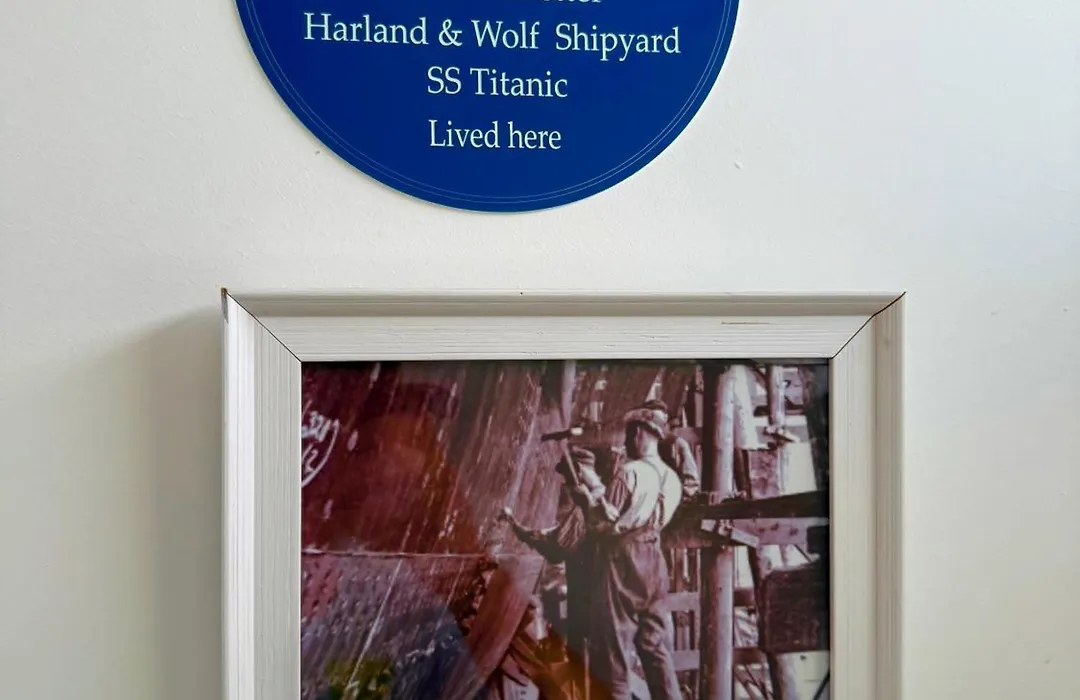 Harland & Wolf Shipyard
SS Titanic
Lived here